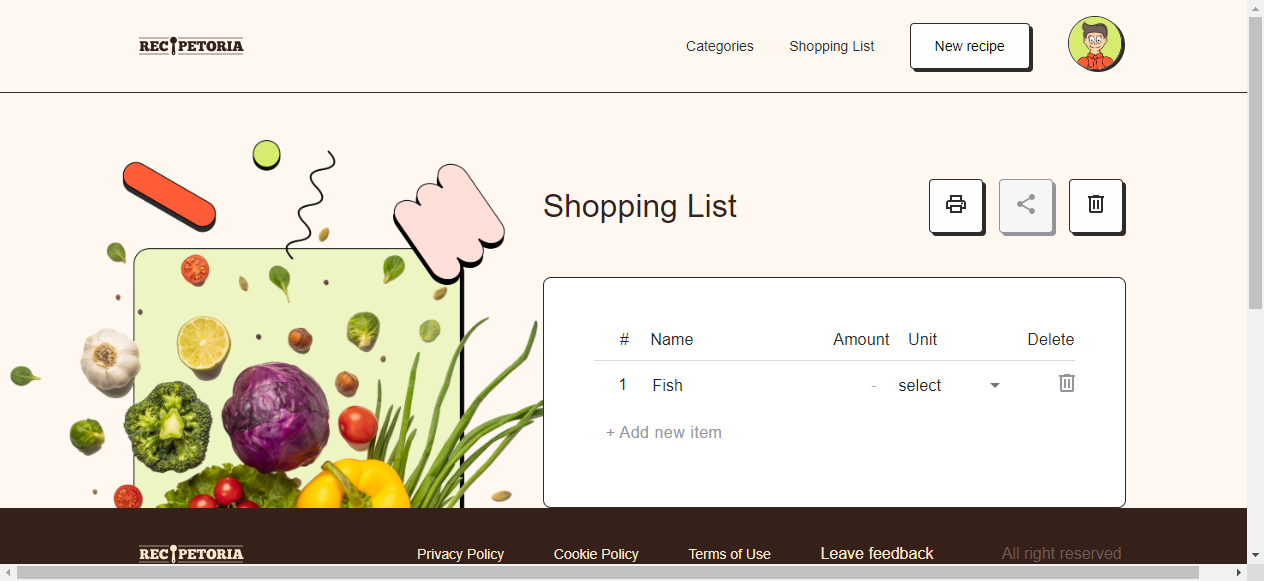 RECIPETORIA
Categories
Shopping List
New recipe
Shopping List
# Name Amount Unit Delete
1 Fish - select
+ Add new item
RECIPETORIA
Privacy Policy
Cookie Policy
Terms of Use
Leave feedback
All right reserved